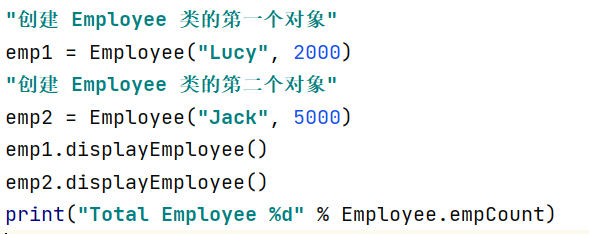 "创建 Employee 类的第一个对象"
emp1 = Employee("Lucy", 2000)
"创建 Employee 类的第二个对象"
emp2 = Employee("Jack", 5000)
emp1.displayEmployee()
emp2.displayEmployee()
print("Total Employee %d" % Employee.empCount)